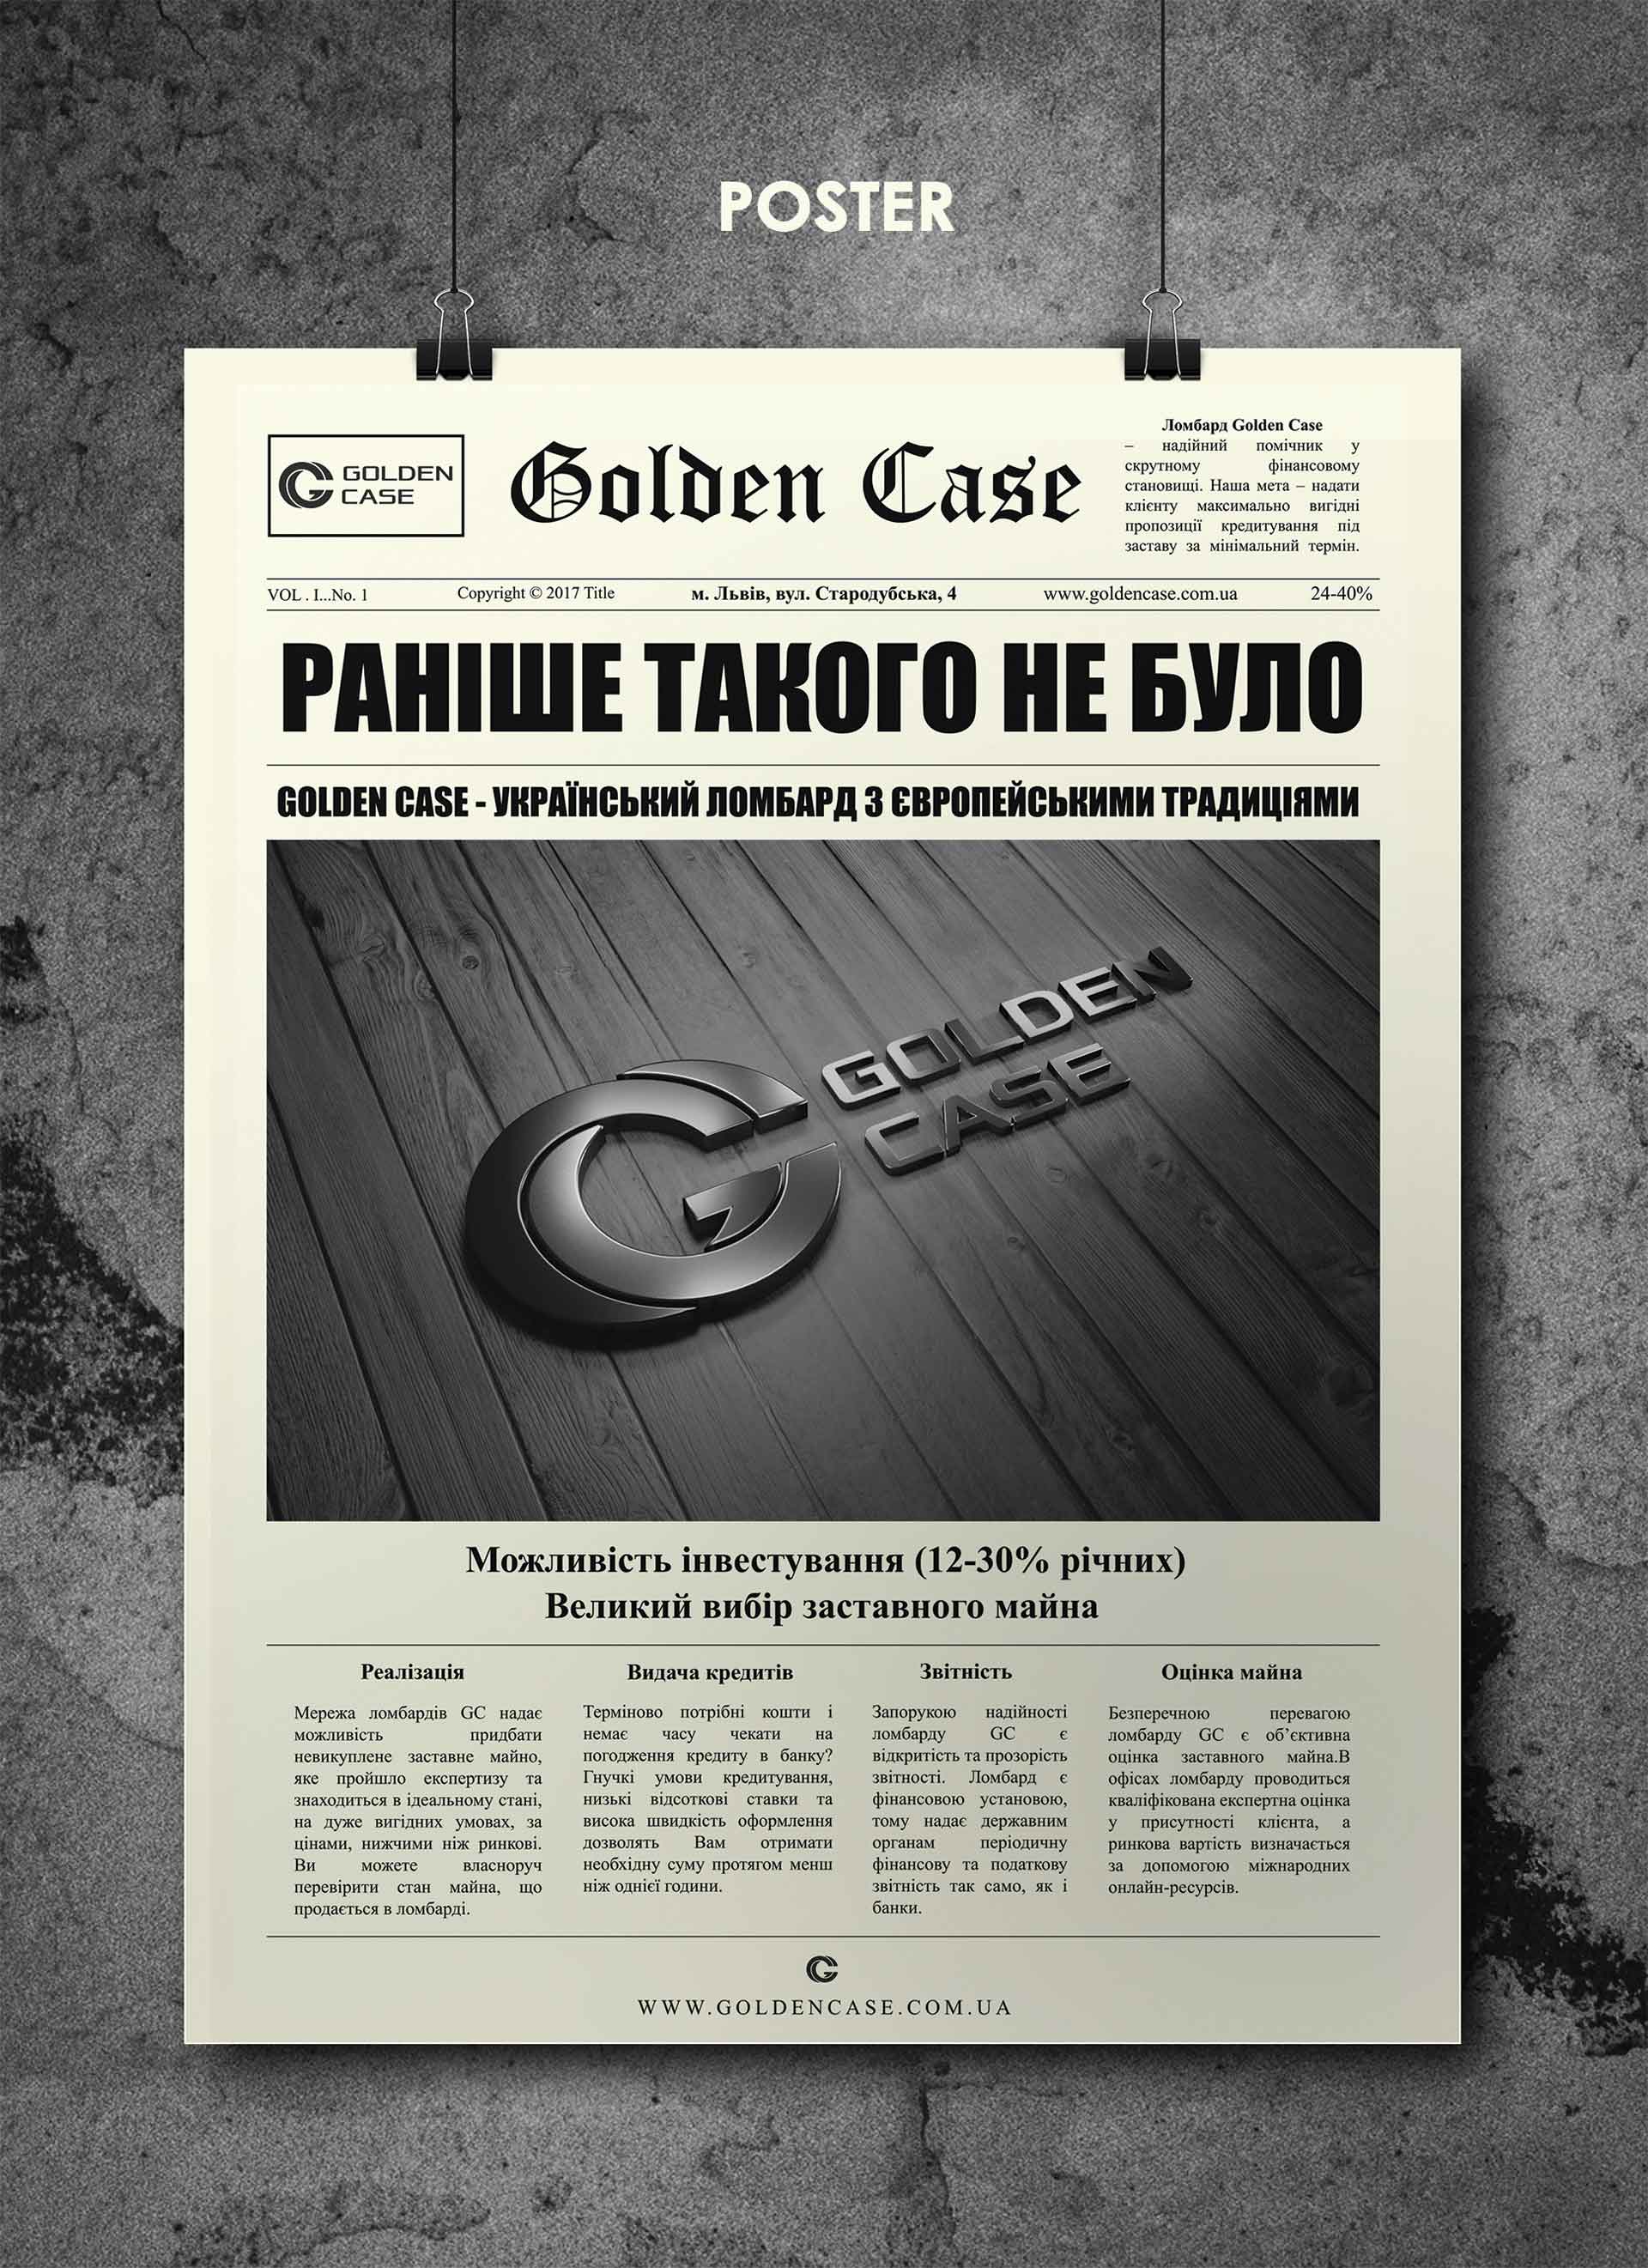 POSTER
GOLDEN
CASE
Golden Case
Ломбард Golden Case
– надійний помічник у
скрутному фінансовому
становищі. Наша мета – надати
клієнту максимально вигідні
пропозиції кредитування під
заставу за мінімальний термін.
VOL . I...No. 1 Copyright © 2017 Title м. Львів, вул. Стародубська, 4 www.goldencase.com.ua 24-40%
РАНІШЕ ТАКОГО НЕ БУЛО
GOLDEN CASE - УКРАЇНСЬКИЙ ЛОМБАРД З ЄВРОПЕЙСЬКИМИ ТРАДИЦІЯМИ
GOLDEN
CASE
Можливість інвестування (12-30% річних)
Великий вибір заставного майна
Реалізація
Мережа ломбардів GC надає
можливість придбати
невикуплене заставне майно,
яке пройшло експертизу та
знаходиться в ідеальному стані,
на дуже вигідних умовах, за
цінами, нижчими ніж ринкові.
Ви можете власноруч
перевірити стан майна, що
продається в ломбарді.
Видача кредитів
Терміново потрібні кошти і
немає часу чекати на
погодження кредиту в банку?
Гнучкі умови кредитування,
низькі відсоткові ставки та
висока швидкість оформлення
дозволять Вам отримати
необхідну суму протягом менш
ніж однієї години.
Звітність
Запорукою надійності
ломбарду GC є
відкритість та прозорість
звітності. Ломбард є
фінансовою установою,
тому надає державним
органам періодичну
фінансову та податкову
звітність так само, як і
банки.
Оцінка майна
Безперечною перевагою
ломбарду GC є об’єктивна
оцінка заставного майна.В
офісах ломбарду проводиться
кваліфікована експертна оцінка
у присутності клієнта, а
ринкова вартість визначається
за допомогою міжнародних
онлайн-ресурсів.
WWW.GOLDENCASE.COM.UA